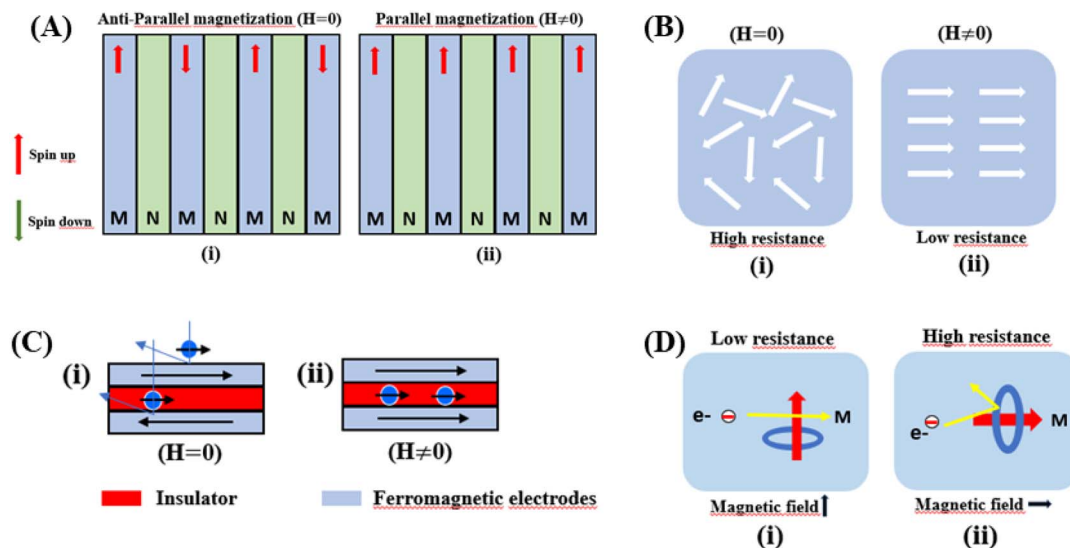 (A)
Anti-Parallel magnetization (H=0)
Parallel magnetization (H≠0)
Spin up
Spin down
M N M N M N M
M N M N M N M
(i)
(ii)
(B)
(H=0)
(H≠0)
High resistance
Low resistance
(i)
(ii)
(C)
(i)
(ii)
(H=0)
(H≠0)
Insulator
Ferromagnetic electrodes
(D)
Low resistance
High resistance
e-
M
e-
M
Magnetic field
Magnetic field
(i)
(ii)